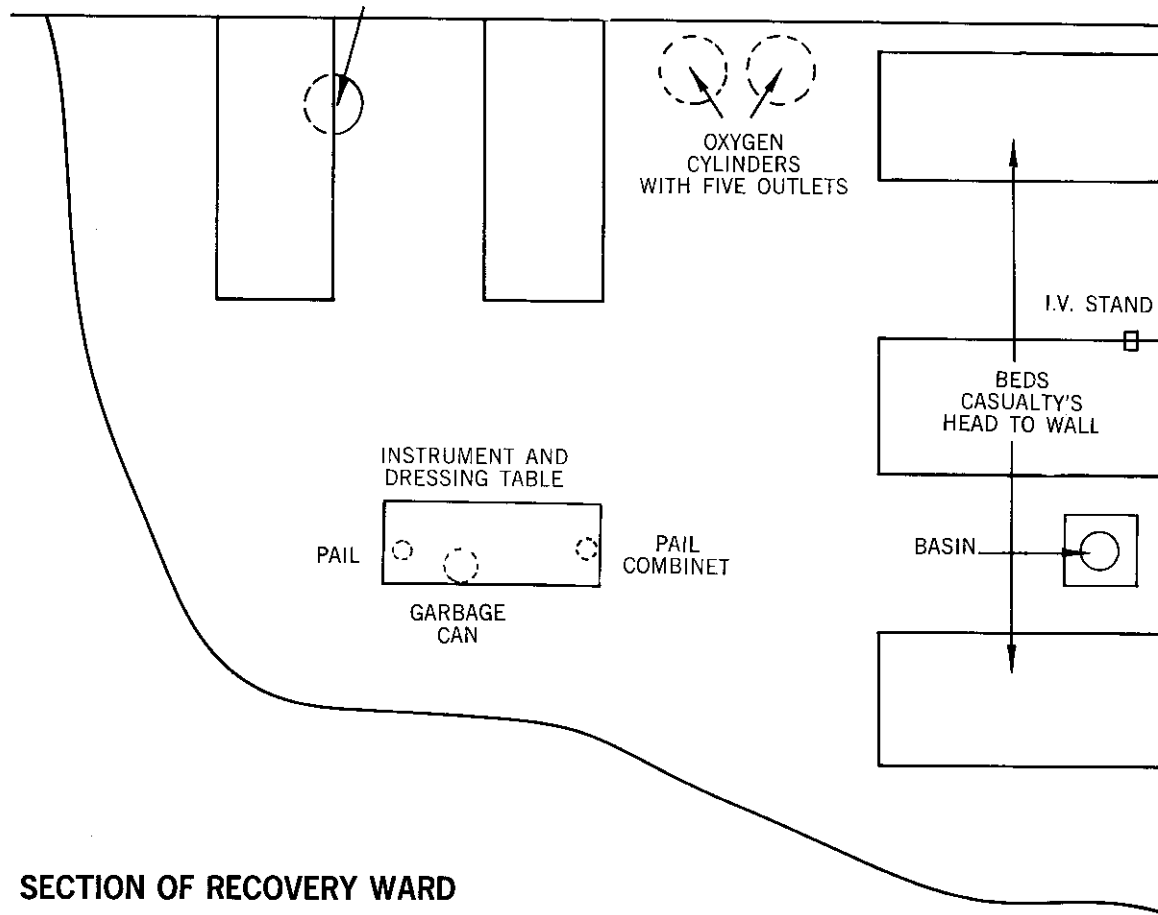 OXYGEN
CYLINDERS
WITH FIVE OUTLETS
I.V. STAND
BEDS
CASUALTY'S
HEAD TO WALL
INSTRUMENT AND
DRESSING TABLE
PAIL
PAIL
COMBINET
BASIN
GARBAGE
CAN
SECTION OF RECOVERY WARD